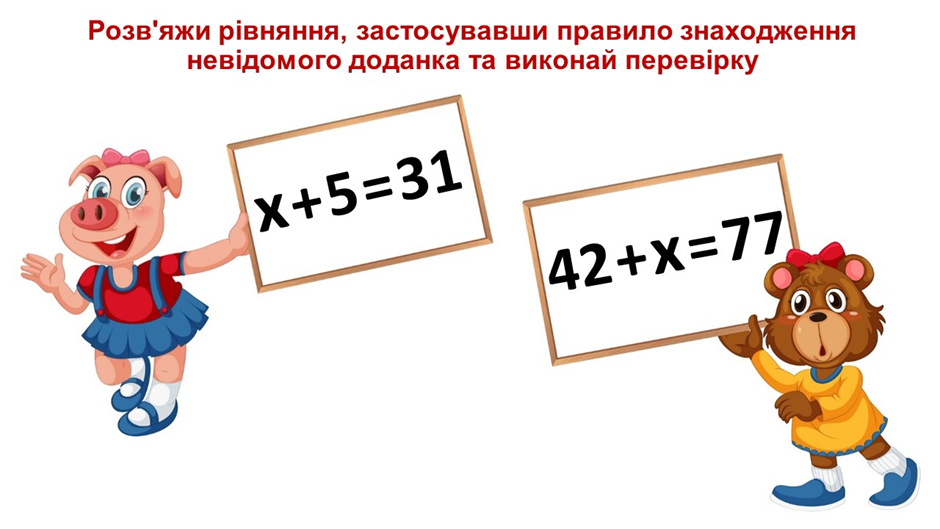 Розв'яжи рівняння, застосувавши правило знаходження
невідомого доданка та виконай перевірку
х+5=31
42+х=77